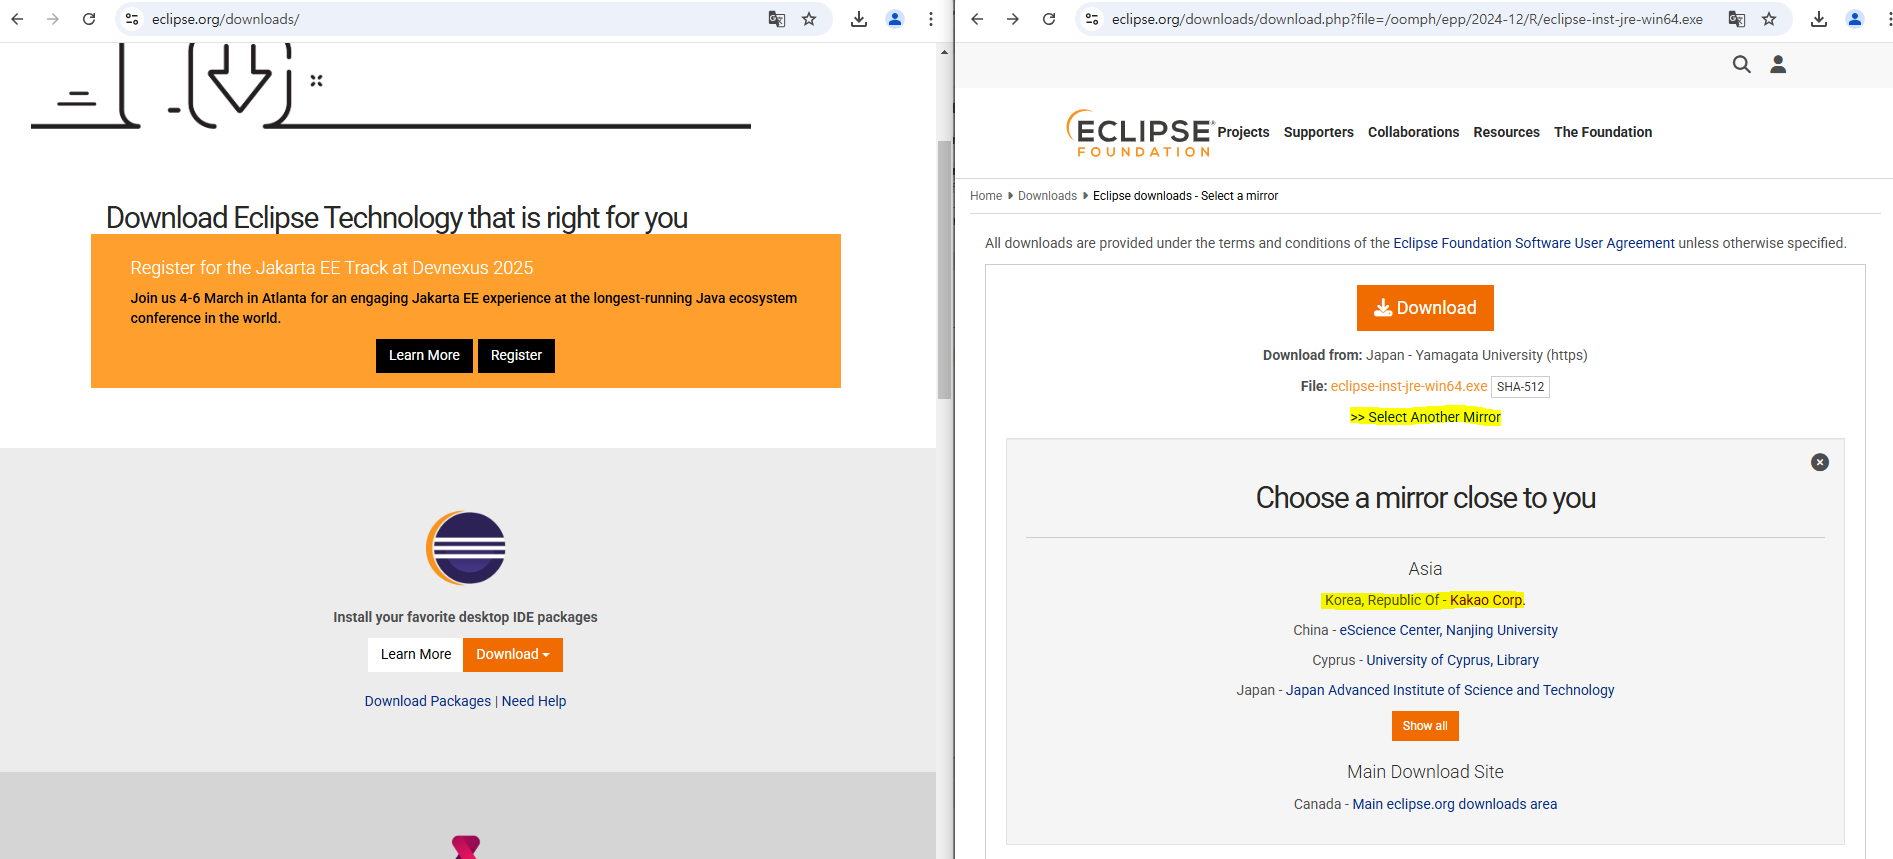 eclipse.org/downloads/
Download Eclipse Technology that is right for you
Register for the Jakarta EE Track at Devnexus 2025
Join us 4-6 March in Atlanta for an engaging Jakarta EE experience at the longest-running Java ecosystem
conference in the world.
Learn More Register
Install your favorite desktop IDE packages
Learn More Download
Download Packages | Need Help
eclipse.org/downloads/download.php?file=/oomph/epp/2024-12/R/eclipse-inst-jre-win64.exe
ECLIPSE®
FOUNDATION
Projects Supporters Collaborations Resources The Foundation
Home Downloads Eclipse downloads - Select a mirror
All downloads are provided under the terms and conditions of the Eclipse Foundation Software User Agreement unless otherwise specified.
Download
Download from: Japan - Yamagata University (https)
File: eclipse-inst-jre-win64.exe SHA-512
>> Select Another Mirror
Choose a mirror close to you
Asia
Korea, Republic Of - Kakao Corp.
China - eScience Center, Nanjing University
Cyprus - University of Cyprus, Library
Japan - Japan Advanced Institute of Science and Technology
Show all
Main Download Site
Canada - Main eclipse.org downloads area